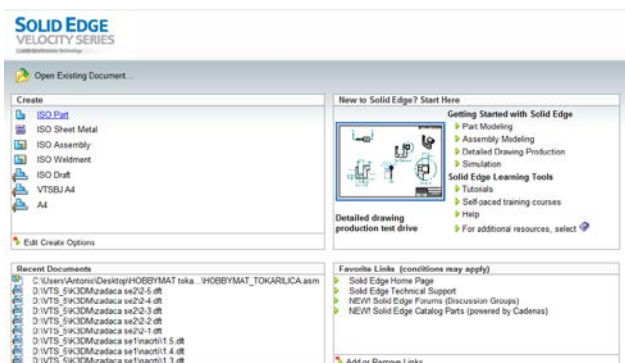 SOLID EDGE
VELOCITY SERIES
Open Existing Document...
Create
ISO Part
ISO Sheet Metal
ISO Assembly
ISO Weldment
ISO Draft
VTSBJ A4
A4
Edit Create Options
New to Solid Edge? Start Here
Getting Started with Solid Edge
Part Modeling
Assembly Modeling
Detailed Drawing Production
Simulation
Solid Edge Learning Tools
Tutorials
Self-paced training courses
Help
For additional resources, select
Detailed drawing
production test drive
Recent Documents
C:\Users\Antonio\Desktop\HOBBYMAT toka...\HOBBYMAT_TOKARILICA.asm
D:\VTS_5\K3DM\zadaca se2\2-5.dft
D:\VTS_5\K3DM\zadaca se2\2-4.dft
D:\VTS_5\K3DM\zadaca se2\2-3.dft
D:\VTS_5\K3DM\zadaca se2\2-2.dft
D:\VTS_5\K3DM\zadaca se2\2-1.dft
D:\VTS_5\K3DM\zadaca se1\nacrti\1.5.dft
D:\VTS_5\K3DM\zadaca se1\nacrti\1.4.dft
D:\VTS_5\K3DM\zadaca se1\nacrti\1.3.dft
Favorite Links (conditions may apply)
Solid Edge Home Page
Solid Edge Technical Support
NEW! Solid Edge Forums (Discussion Groups)
NEW! Solid Edge Catalog Parts (powered by Cadenas)
Add or Remove Links